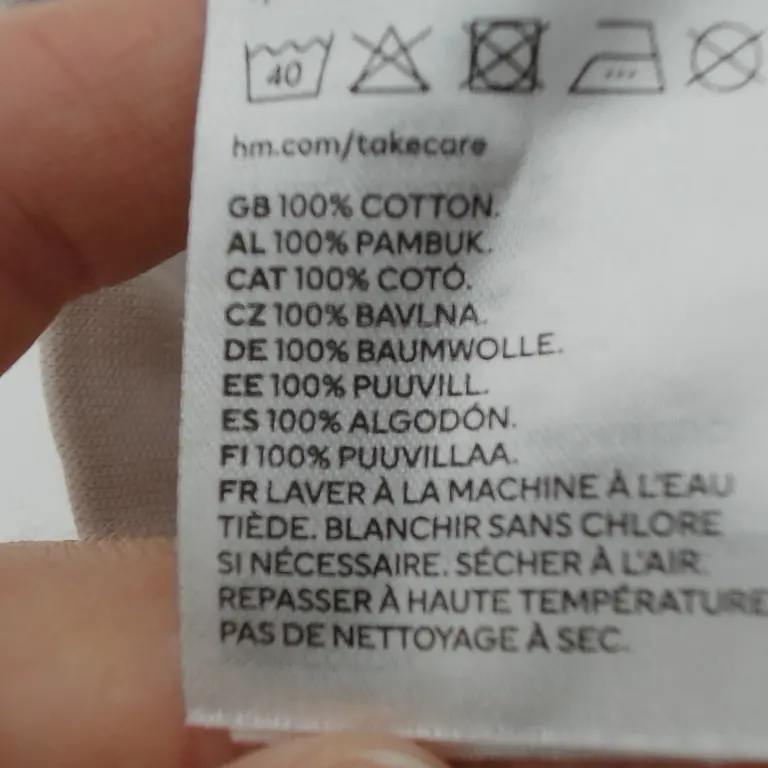 40
hm.com/takecare
GB 100% COTTON.
AL 100% PAMBUK.
CAT 100% COTÓ.
CZ 100% BAVLNA.
DE 100% BAUMWOLLE.
EE 100% PUUVILL.
ES 100% ALGODÓN.
FI 100% PUUVILLAA.
FR LAVER À LA MACHINE À L'EAU
TIÈDE. BLANCHIR SANS CHLORE
SI NÉCESSAIRE. SÉCHER À L'AIR.
REPASSER À HAUTE TEMPÉRATURE
PAS DE NETTOYAGE À SEC.